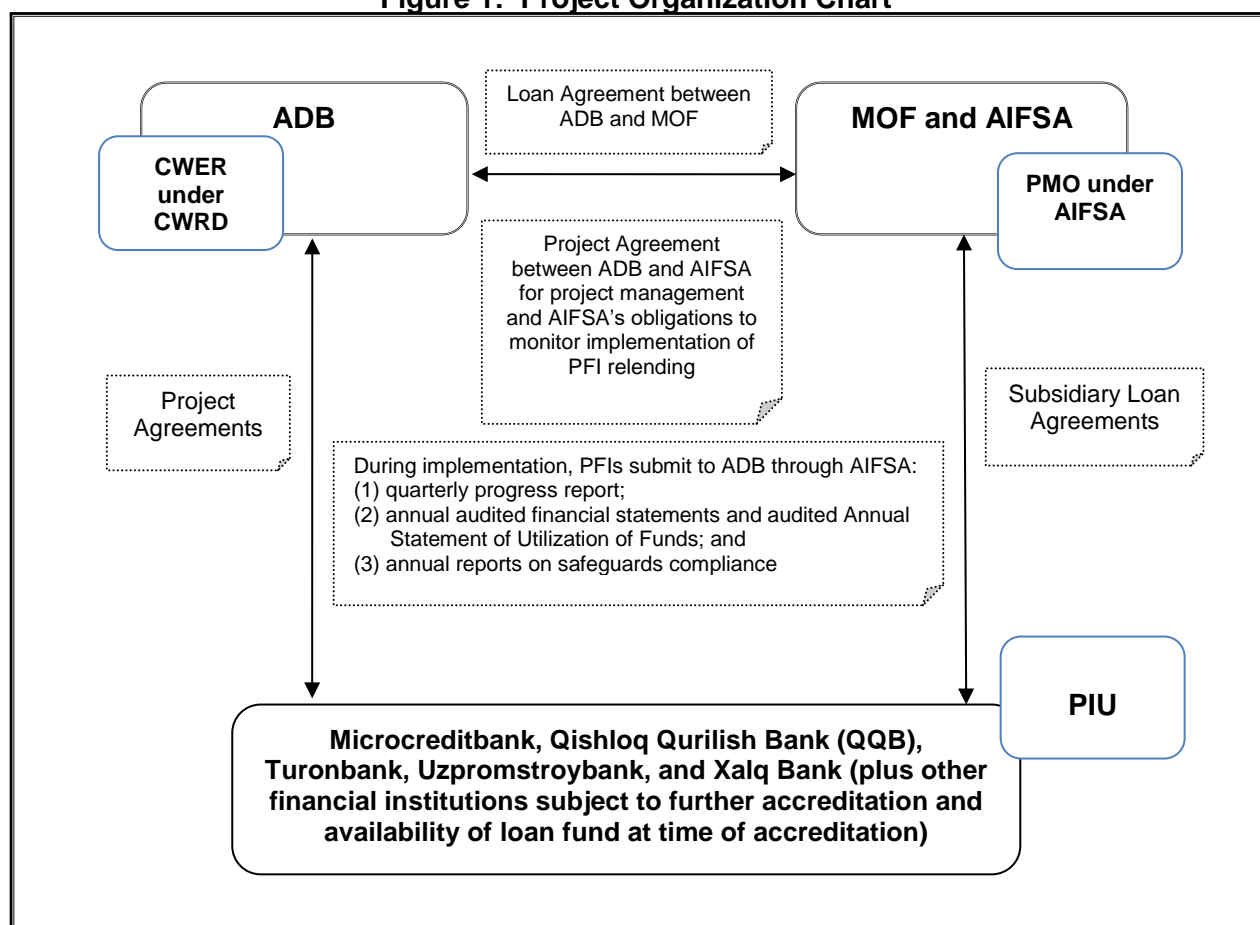 Figure 1:  Project Organization Chart
ADB
CWER
under
CWRD
Loan Agreement between
ADB and MOF
MOF and AIFSA
PMO under
AIFSA
Project Agreement
between ADB and AIFSA
for project management
and AIFSA’s obligations to
monitor implementation of
PFI relending
Project
Agreements
Subsidiary Loan
Agreements
During implementation, PFIs submit to ADB through AIFSA:
(1) quarterly progress report;
(2) annual audited financial statements and audited Annual
Statement of Utilization of Funds; and
(3) annual reports on safeguards compliance
PIU
Microcreditbank, Qishloq Qurilish Bank (QQB),
Turonbank, Uzpromstroybank, and Xalq Bank (plus other
financial institutions subject to further accreditation and
availability of loan fund at time of accreditation)